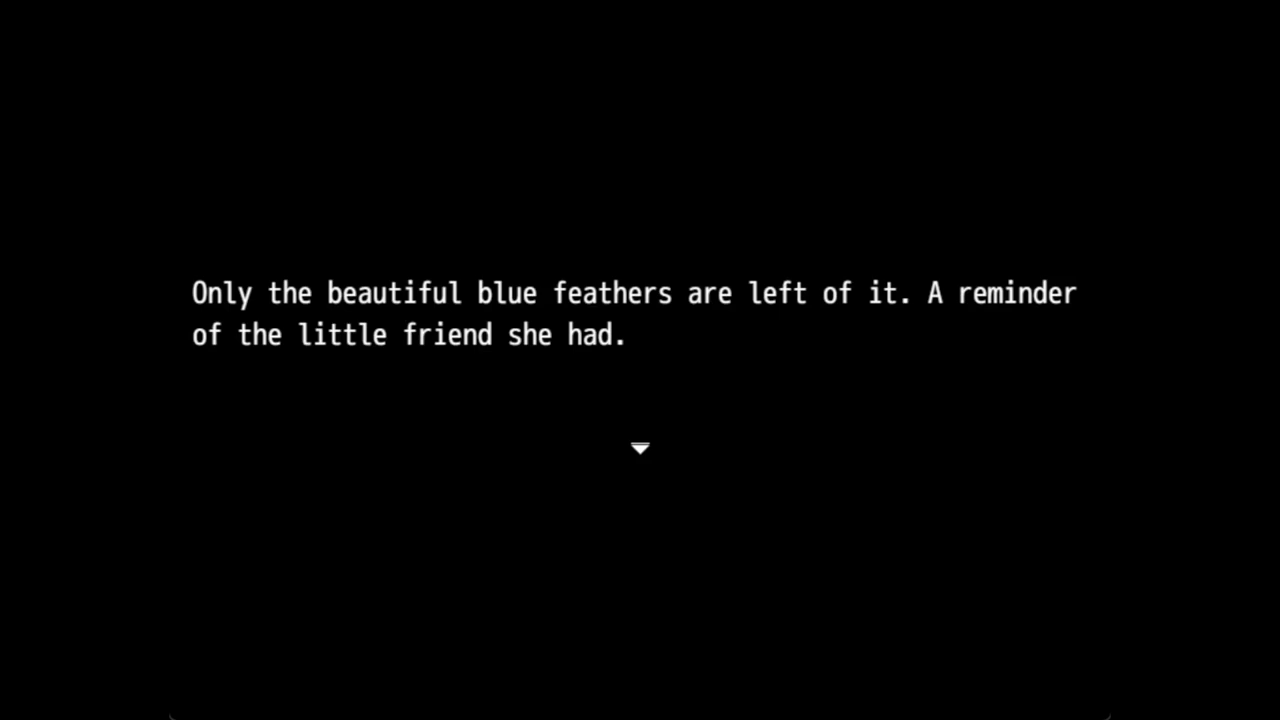 Only the beautiful blue feathers are left of it. A reminder
of the little friend she had.